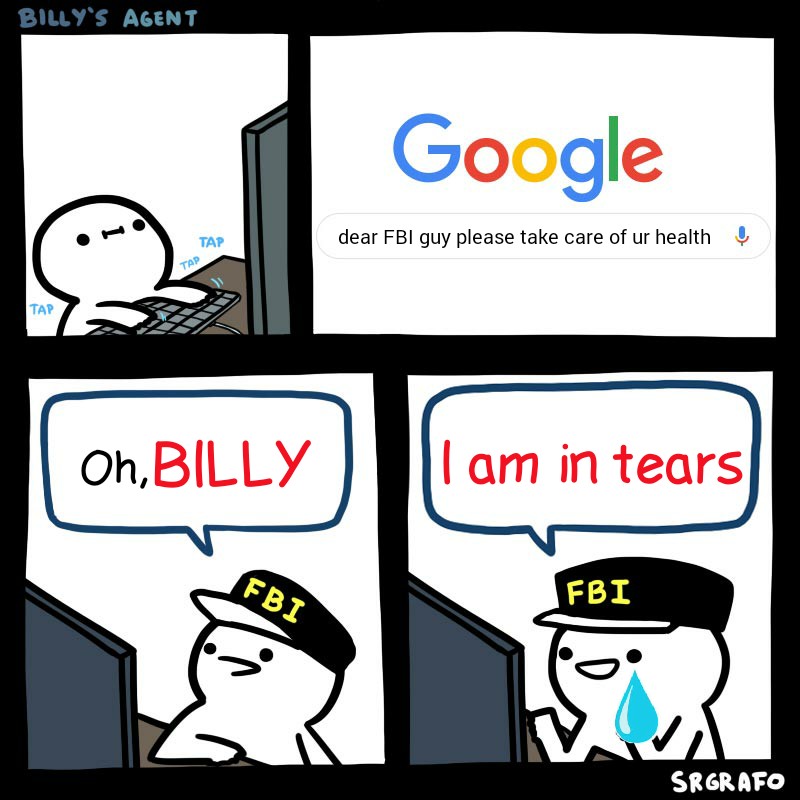 BILLY'S AGENT
TAP
TAP
TAP
Google
dear FBI guy please take care of ur health
Oh, BILLY
FBI
I am in tears
FBI
SRGRAFO